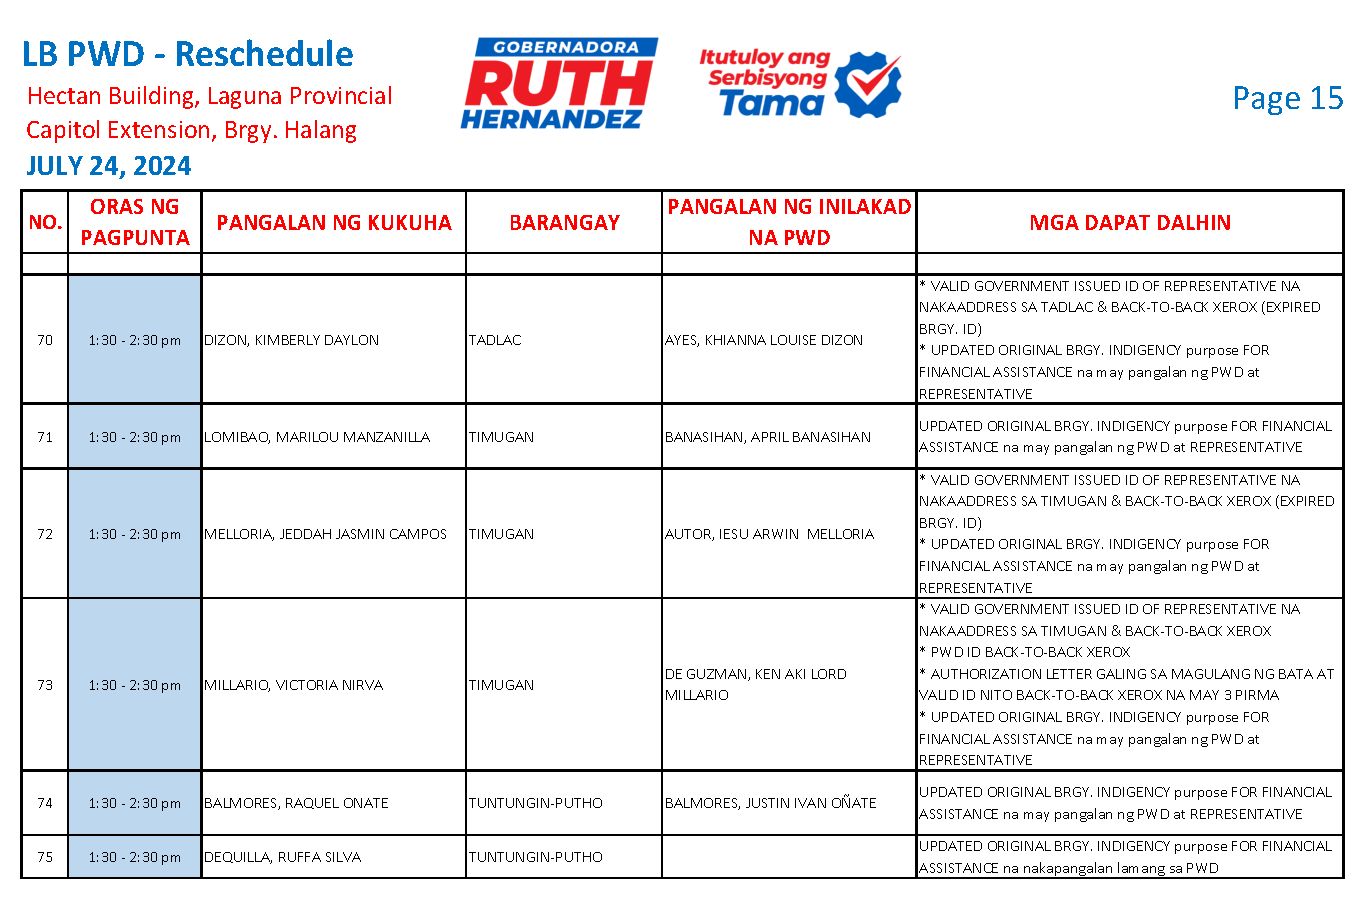 LB PWD - Reschedule
Hectan Building, Laguna Provincial
Capitol Extension, Brgy. Halang
JULY 24, 2024
GOBERNADORA
RUTH
HERNANDEZ
Itutuloy ang
Serbisyong
Tama
Page 15
NO.
ORAS NG
PAGPUNTA
PANGALAN NG KUKUHA
BARANGAY
PANGALAN NG INILAKAD
NA PWD
MGA DAPAT DALHIN
70
1:30 - 2:30 pm
DIZON, KIMBERLY DAYLON
TADLAC
AYES, KHIANNA LOUISE DIZON
* VALID GOVERNMENT ISSUED ID OF REPRESENTATIVE NA
NAKAADDRESS SA TADLAC & BACK-TO-BACK XEROX (EXPIRED
BRGY. ID)
* UPDATED ORIGINAL BRGY. INDIGENCY purpose FOR
FINANCIAL ASSISTANCE na may pangalan ng PWD at
REPRESENTATIVE
71
1:30 - 2:30 pm
LOMIBAO, MARILOU MANZANILLA
TIMUGAN
BANASIHAN, APRIL BANASIHAN
UPDATED ORIGINAL BRGY. INDIGENCY purpose FOR FINANCIAL
ASSISTANCE na may pangalan ng PWD at REPRESENTATIVE
72
1:30 - 2:30 pm
MELLORIA, JEDDAH JASMIN CAMPOS
TIMUGAN
AUTOR, IESU ARWIN  MELLORIA
* VALID GOVERNMENT ISSUED ID OF REPRESENTATIVE NA
NAKAADDRESS SA TIMUGAN & BACK-TO-BACK XEROX (EXPIRED
BRGY. ID)
* UPDATED ORIGINAL BRGY. INDIGENCY purpose FOR
FINANCIAL ASSISTANCE na may pangalan ng PWD at
REPRESENTATIVE
73
1:30 - 2:30 pm
MILLARIO, VICTORIA NIRVA
TIMUGAN
DE GUZMAN, KEN AKI LORD
MILLARIO
* VALID GOVERNMENT ISSUED ID OF REPRESENTATIVE NA
NAKAADDRESS SA TIMUGAN & BACK-TO-BACK XEROX
* PWD ID BACK-TO-BACK XEROX
* AUTHORIZATION LETTER GALING SA MAGULANG NG BATA AT
VALID ID NITO BACK-TO-BACK XEROX NA MAY 3 PIRMA
* UPDATED ORIGINAL BRGY. INDIGENCY purpose FOR
FINANCIAL ASSISTANCE na may pangalan ng PWD at
REPRESENTATIVE
74
1:30 - 2:30 pm
BALMORES, RAQUEL ONATE
TUNTUNGIN-PUTHO
BALMORES, JUSTIN IVAN OÑATE
UPDATED ORIGINAL BRGY. INDIGENCY purpose FOR FINANCIAL
ASSISTANCE na may pangalan ng PWD at REPRESENTATIVE
75
1:30 - 2:30 pm
DEQUILLA, RUFFA SILVA
TUNTUNGIN-PUTHO
UPDATED ORIGINAL BRGY. INDIGENCY purpose FOR FINANCIAL
ASSISTANCE na nakapangalan lamang sa PWD